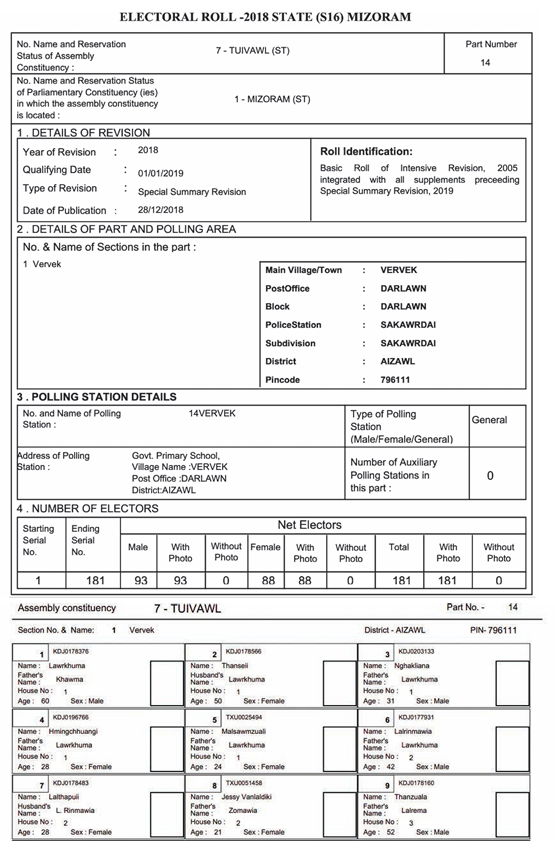 ELECTORAL ROLL -2018 STATE (S16) MIZORAM
No. Name and Reservation
Status of Assembly
Constituency :
7 - TUIVAWL (ST)
Part Number
14
No. Name and Reservation Status
of Parliamentary Constituency (ies)
in which the assembly constituency
is located :
1 - MIZORAM (ST)
1 . DETAILS OF REVISION
Year of Revision : 2018
Qualifying Date : 01/01/2019
Type of Revision : Special Summary Revision
Date of Publication : 28/12/2018
Roll Identification:
Basic Roll of Intensive Revision, 2005
integrated with all supplements preceeding
Special Summary Revision, 2019
2 . DETAILS OF PART AND POLLING AREA
No. & Name of Sections in the part :
1 Vervek
Main Village/Town : VERVEK
PostOffice : DARLAWN
Block : DARLAWN
PoliceStation : SAKAWRDAI
Subdivision : SAKAWRDAI
District : AIZAWL
Pincode : 796111
3 . POLLING STATION DETAILS
No. and Name of Polling
Station :
14VERVEK
Type of Polling
Station
(Male/Female/General)
General
Address of Polling
Station :
Govt. Primary School,
Village Name :VERVEK
Post Office :DARLAWN
District:AIZAWL
Number of Auxiliary
Polling Stations in
this part :
0
4 . NUMBER OF ELECTORS
Starting
Serial
No.
Ending
Serial
No.
Net Electors
Male
With
Photo
Without
Photo
Female
With
Photo
Without
Photo
Total
With
Photo
Without
Photo
1 181 93 93 0 88 88 0 181 181 0
Assembly constituency 7 - TUIVAWL Part No. - 14
Section No. & Name: 1 Vervek District - AIZAWL PIN- 796111
1 KDJ0178376
Name : Lawrkhuma
Father's
Name : Khawma
House No : 1
Age : 60 Sex : Male
2 KDJ0178566
Name : Thanseii
Husband's
Name : Lawrkhuma
House No : 1
Age : 50 Sex : Female
3 KDJ0203133
Name : Nghakliana
Father's
Name : Lawrkhuma
House No : 1
Age : 31 Sex : Male
4 KDJ0196766
Name : Hmingchhuangi
Father's
Name : Lawrkhuma
House No : 1
Age : 28 Sex : Female
5 TXU0025494
Name : Malsawmzuali
Father's
Name : Lawrkhuma
House No : 1
Age : 24 Sex : Female
6 KDJ0177931
Name : Lalrinmawia
Father's
Name : Lawrkhuma
House No : 2
Age : 42 Sex : Male
7 KDJ0178483
Name : Lalthapuii
Husband's
Name : L. Rinmawia
House No : 2
Age : 28 Sex : Female
8 TXU0051458
Name : Jessy Vanlaldiki
Father's
Name : Zomawia
House No : 2
Age : 21 Sex : Female
9 KDJ0178160
Name : Thanzuala
Father's
Name : Lalrema
House No : 3
Age : 52 Sex : Male